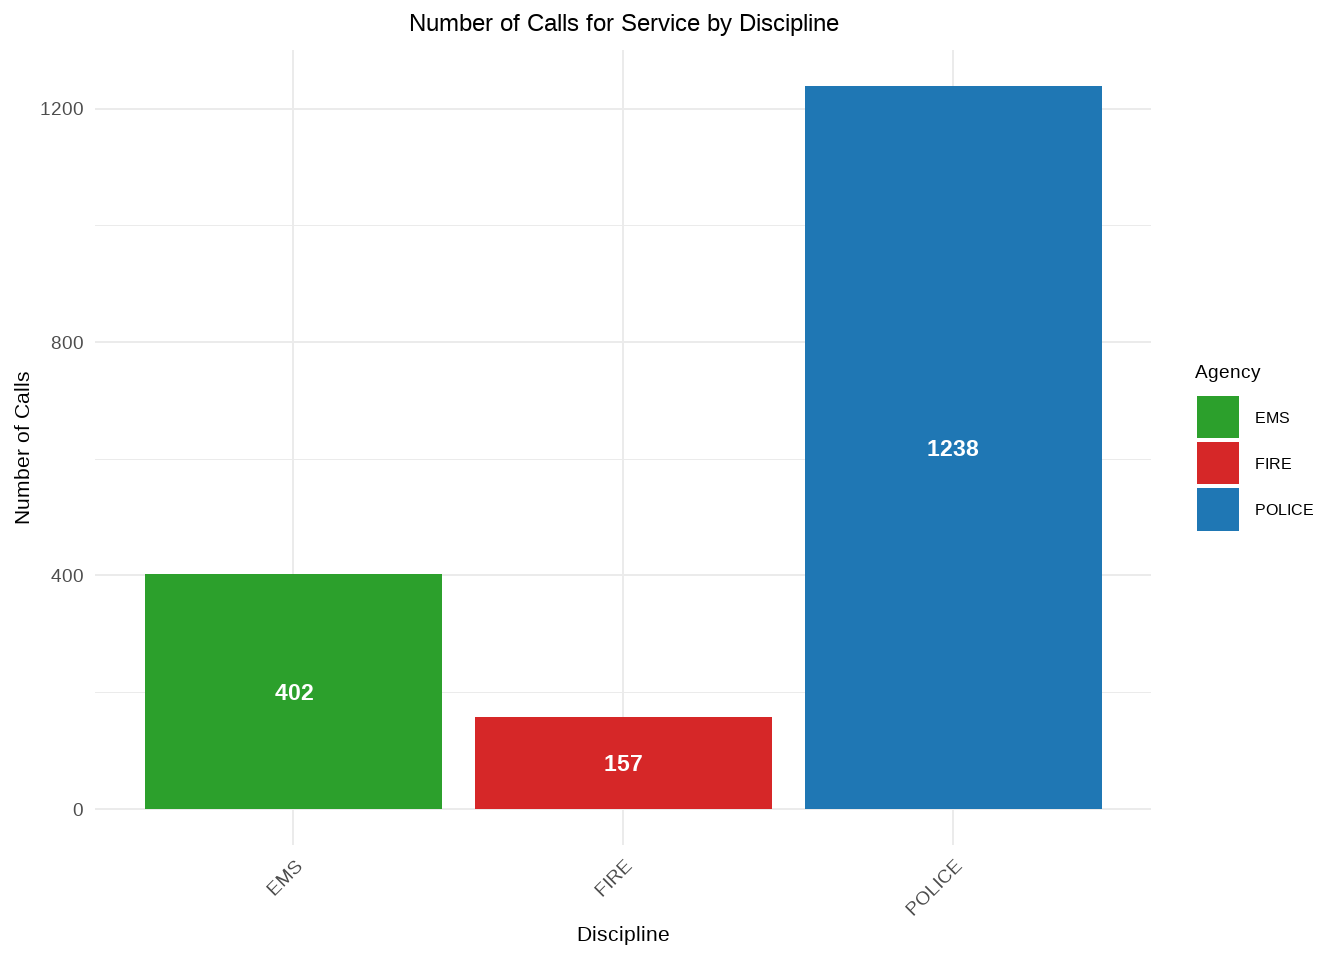 Number of Calls for Service by Discipline
Number of Calls
1200
800
400
0
402
157
1238
EMS
FIRE
POLICE
Discipline
Agency
EMS
FIRE
POLICE